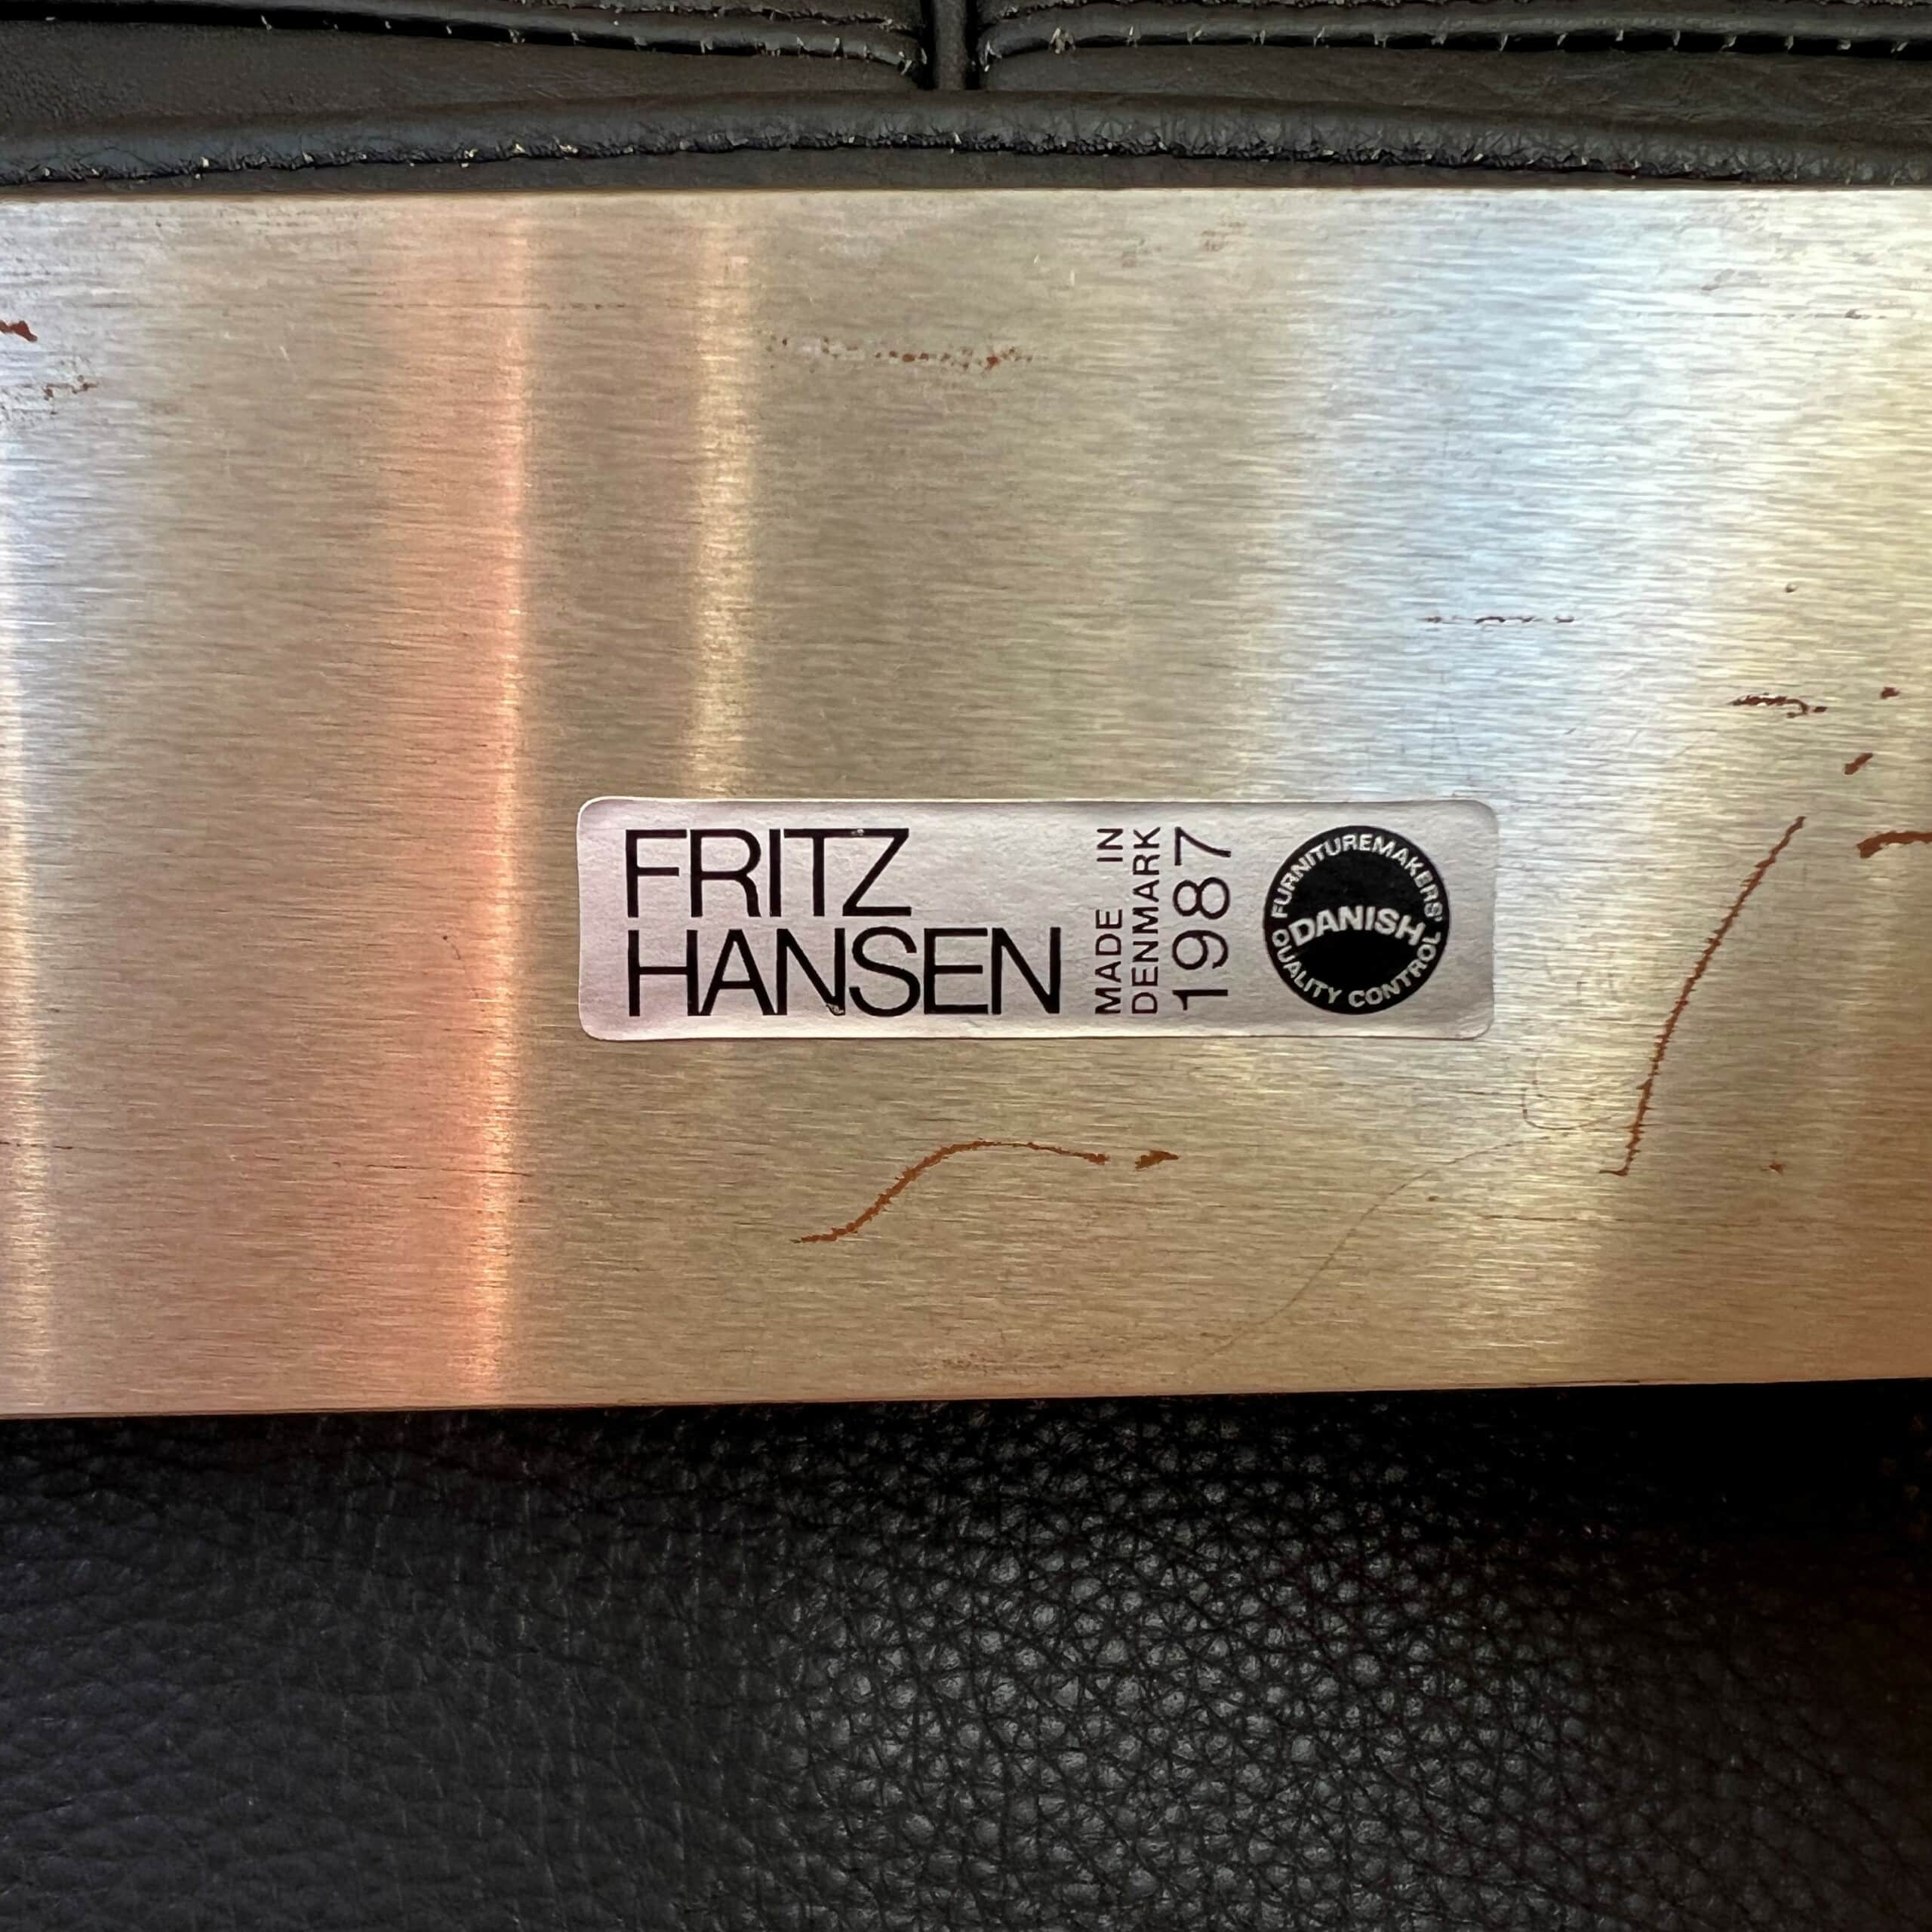 FRITZ
HANSEN
MADE IN
DENMARK
1987
FURNITUREMAKERS'
DANISH
QUALITY CONTROL